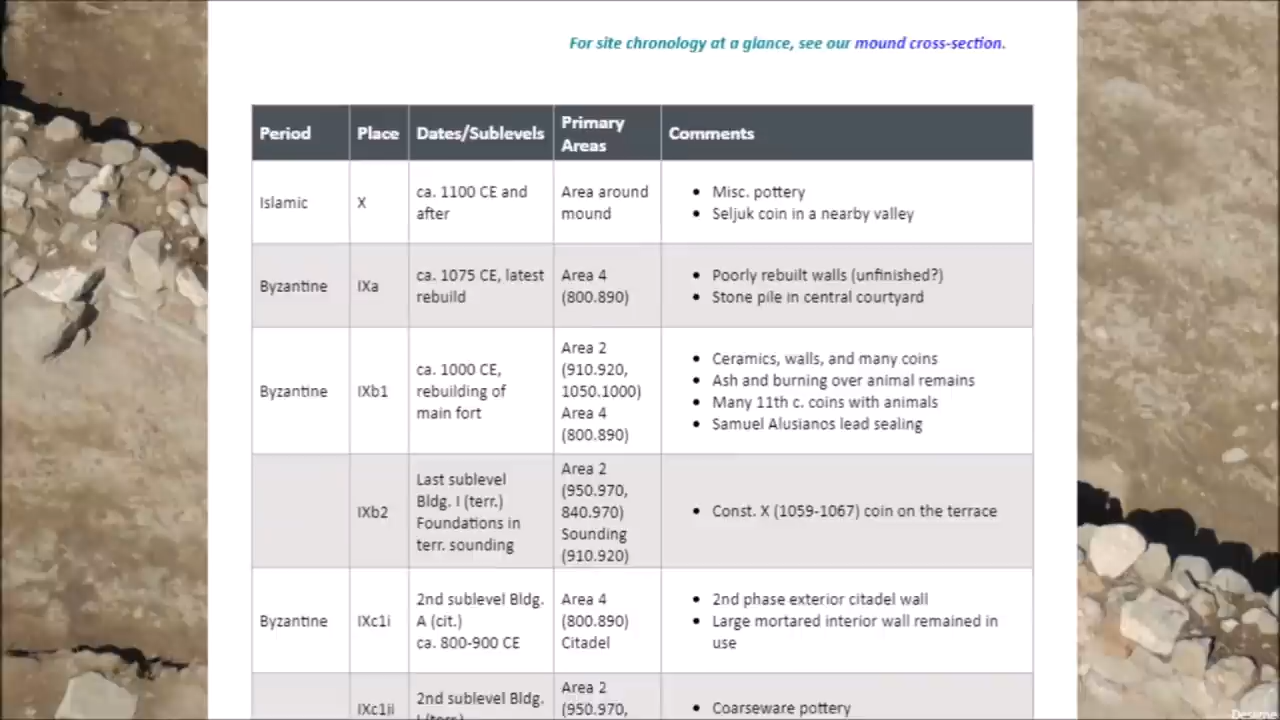 For site chronology at a glance, see our mound cross-section.
Period Place Dates/Sublevels Primary Areas Comments
Islamic
X
ca. 1100 CE and
after
Area around
mound
• Misc. pottery
• Seljuk coin in a nearby valley
Byzantine
IXa
ca. 1075 CE, latest
rebuild
Area 4
(800.890)
• Poorly rebuilt walls (unfinished?)
• Stone pile in central courtyard
Byzantine
IXb1
ca. 1000 CE,
rebuilding of
main fort
Area 2
(910.920,
1050.1000)
Area 4
(800.890)
• Ceramics, walls, and many coins
• Ash and burning over animal remains
• Many 11th c. coins with animals
• Samuel Alusianos lead sealing
IXb2
Last sublevel
Bldg. I (terr.)
Foundations in
terr. sounding
Area 2
(950.970,
840.970)
Sounding
(910.920)
• Const. X (1059-1067) coin on the terrace
Byzantine
IXc1i
2nd sublevel Bldg.
A (cit.)
ca. 800-900 CE
Area 4
(800.890)
Citadel
• 2nd phase exterior citadel wall
• Large mortared interior wall remained in
use
IXc1ii
2nd sublevel Bldg.
Area 2
(950.970,
• Coarseware pottery